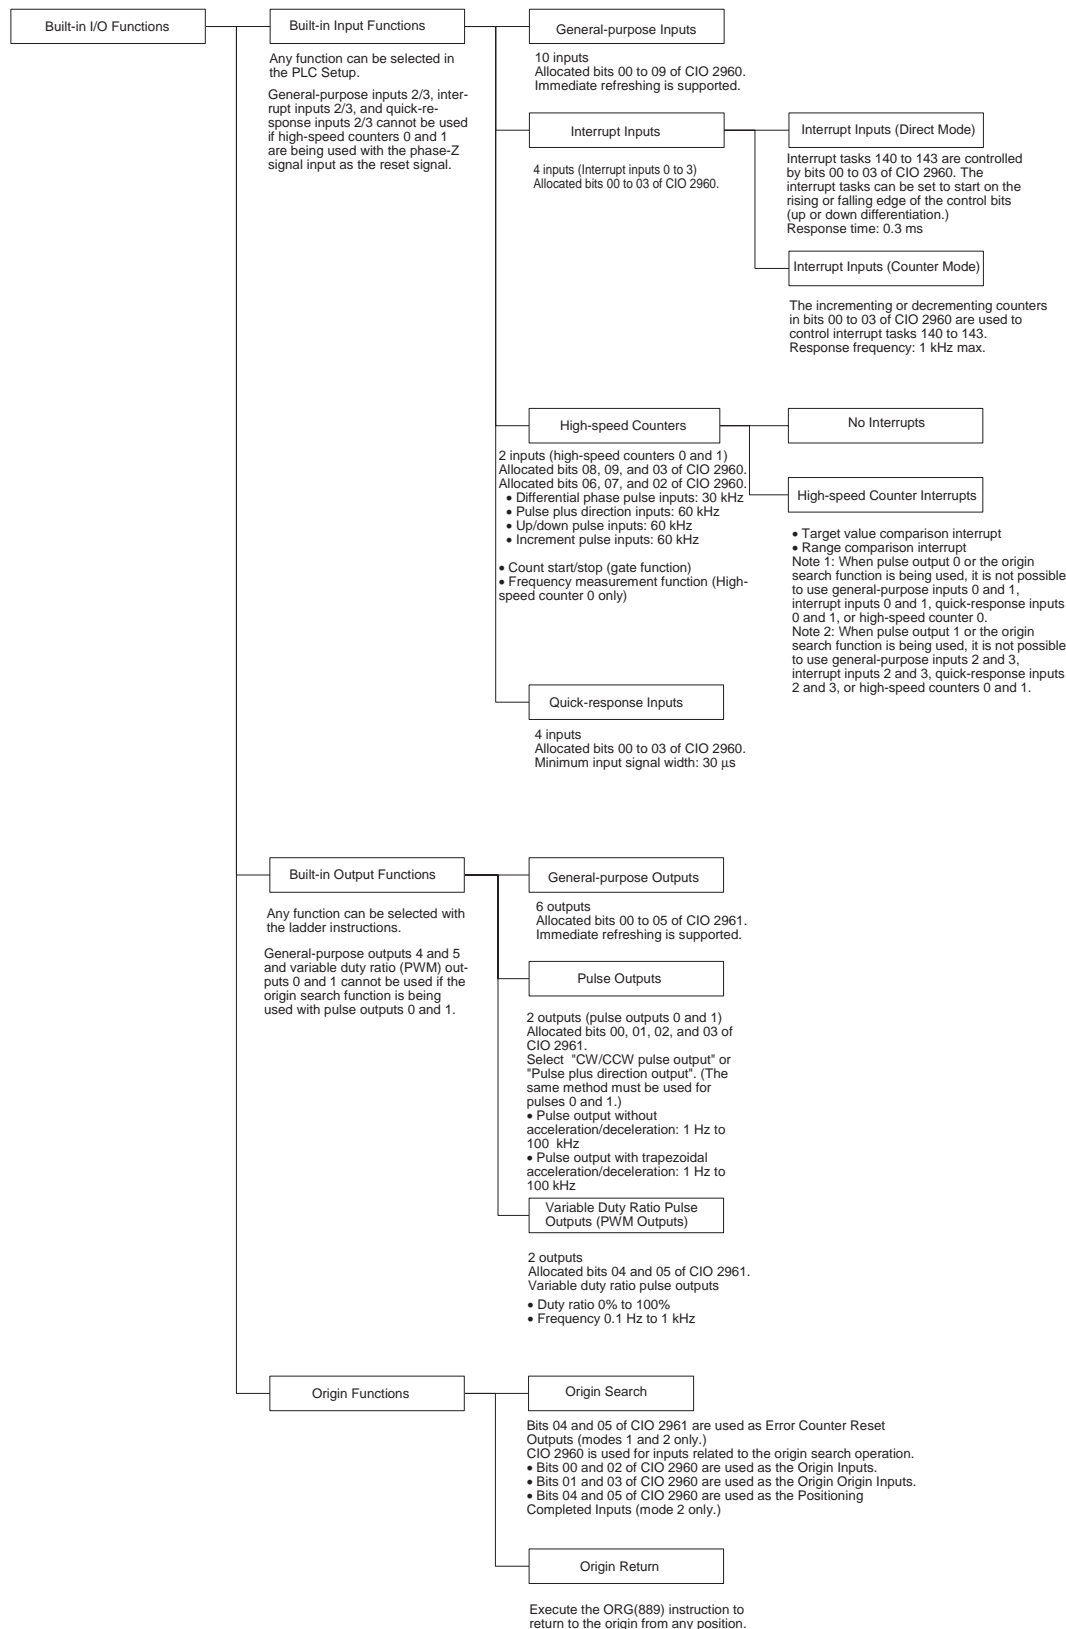 Built-in I/O Functions
Built-in Input Functions
Any function can be selected in
the PLC Setup.
General-purpose inputs 2/3, inter-
rupt inputs 2/3, and quick-re-
sponse inputs 2/3 cannot be used
if high-speed counters 0 and 1
are being used with the phase-Z
signal input as the reset signal.
General-purpose Inputs
10 inputs
Allocated bits 00 to 09 of CIO 2960.
Immediate refreshing is supported.
Interrupt Inputs
4 inputs (Interrupt inputs 0 to 3)
Allocated bits 00 to 03 of CIO 2960.
Interrupt Inputs (Direct Mode)
Interrupt tasks 140 to 143 are controlled
by bits 00 to 03 of CIO 2960. The
interrupt tasks can be set to start on the
rising or falling edge of the control bits
(up or down differentiation.)
Response time: 0.3 ms
Interrupt Inputs (Counter Mode)
The incrementing or decrementing counters
in bits 00 to 03 of CIO 2960 are used to
control interrupt tasks 140 to 143.
Response frequency: 1 kHz max.
High-speed Counters
2 inputs (high-speed counters 0 and 1)
Allocated bits 08, 09, and 03 of CIO 2960.
Allocated bits 06, 07, and 02 of CIO 2960.
• Differential phase pulse inputs: 30 kHz
• Pulse plus direction inputs: 60 kHz
• Up/down pulse inputs: 60 kHz
• Increment pulse inputs: 60 kHz
• Count start/stop (gate function)
• Frequency measurement function (High-
speed counter 0 only)
No Interrupts
High-speed Counter Interrupts
• Target value comparison interrupt
• Range comparison interrupt
Note 1: When pulse output 0 or the origin
search function is being used, it is not possible
to use general-purpose inputs 0 and 1,
interrupt inputs 0 and 1, quick-response inputs
0 and 1, or high-speed counter 0.
Note 2: When pulse output 1 or the origin
search function is being used, it is not possible
to use general-purpose inputs 2 and 3,
interrupt inputs 2 and 3, quick-response inputs
2 and 3, or high-speed counters 0 and 1.
Quick-response Inputs
4 inputs
Allocated bits 00 to 03 of CIO 2960.
Minimum input signal width: 30 μs
Built-in Output Functions
Any function can be selected with
the ladder instructions.
General-purpose outputs 4 and 5
and variable duty ratio (PWM) out-
puts 0 and 1 cannot be used if the
origin search function is being
used with pulse outputs 0 and 1.
General-purpose Outputs
6 outputs
Allocated bits 00 to 05 of CIO 2961.
Immediate refreshing is supported.
Pulse Outputs
2 outputs (pulse outputs 0 and 1)
Allocated bits 00, 01, 02, and 03 of
CIO 2961.
Select "CW/CCW pulse output" or
"Pulse plus direction output". (The
same method must be used for
pulses 0 and 1.)
• Pulse output without
acceleration/deceleration: 1 Hz to
100 kHz
• Pulse output with trapezoidal
acceleration/deceleration: 1 Hz to
100 kHz
Variable Duty Ratio Pulse
Outputs (PWM Outputs)
2 outputs
Allocated bits 04 and 05 of CIO 2961.
Variable duty ratio pulse outputs
• Duty ratio 0% to 100%
• Frequency 0.1 Hz to 1 kHz
Origin Functions
Origin Search
Bits 04 and 05 of CIO 2961 are used as Error Counter Reset
Outputs (modes 1 and 2 only.)
CIO 2960 is used for inputs related to the origin search operation.
• Bits 00 and 02 of CIO 2960 are used as the Origin Inputs.
• Bits 01 and 03 of CIO 2960 are used as the Origin Origin Inputs.
• Bits 04 and 05 of CIO 2960 are used as the Positioning
Completed Inputs (mode 2 only.)
Origin Return
Execute the ORG(889) instruction to
return to the origin from any position.